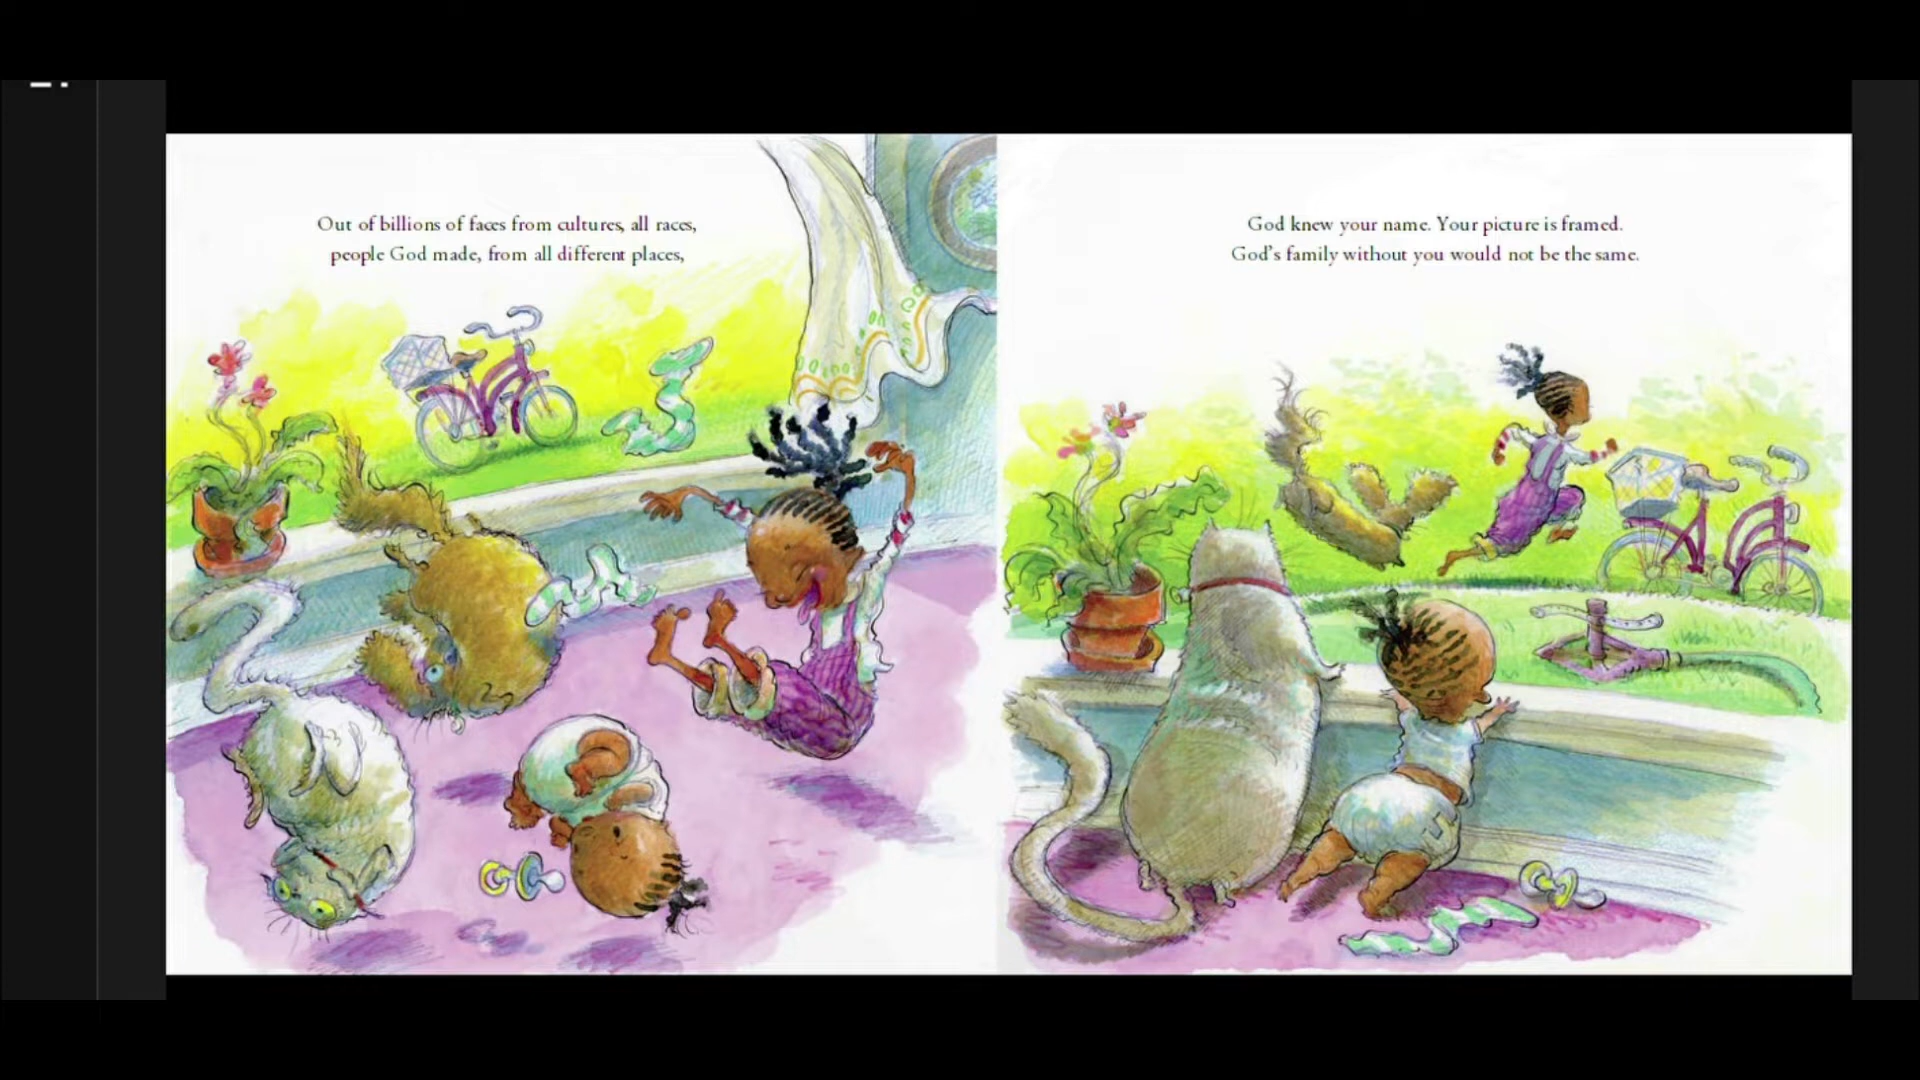 Out of billions of faces from cultures, all races,
people God made, from all different places,
God knew your name. Your picture is framed.
God's family without you would not be the same.